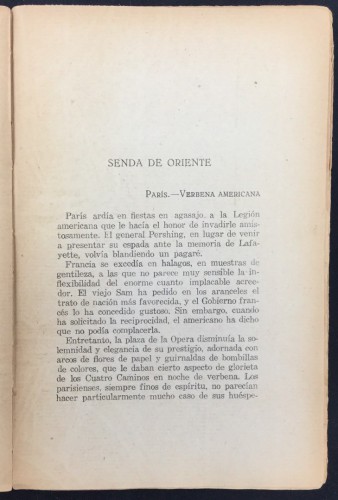 SENDA DE ORIENTE
PARÍS.—VERBENA AMERICANA
París ardía en fiestas en agasajo, a la Legión
americana que le hacía el honor de invadirle amis-
tosamente. El general Pershing, en lugar de venir
a presentar su espada ante la memoria de Lafa-
yette, volvía blandiendo un pagaré.
Francia se excedía en halagos, en muestras de
gentileza, a las que no parece muy sensible la in-
flexibilidad del enorme cuanto implacable acree-
dor. El viejo Sam ha pedido en los aranceles el
trato de nación más favorecida, y el Gobierno fran-
cés lo ha concedido gustoso. Sin embargo, cuando
ha solicitado la reciprocidad, el americano ha dicho
que no podía complacerla.
Entretanto, la plaza de la Opera disminuía la so-
lemnidad y elegancia de su prestigio, adornada con
arcos de flores de papel y guirnaldas de bombillas
de colores, que le daban cierto aspecto de glorieta
de los Cuatro Caminos en noche de verbena. Los
parisienses, siempre finos de espíritu, no parecían
hacer particularmente mucho caso de sus huéspe-